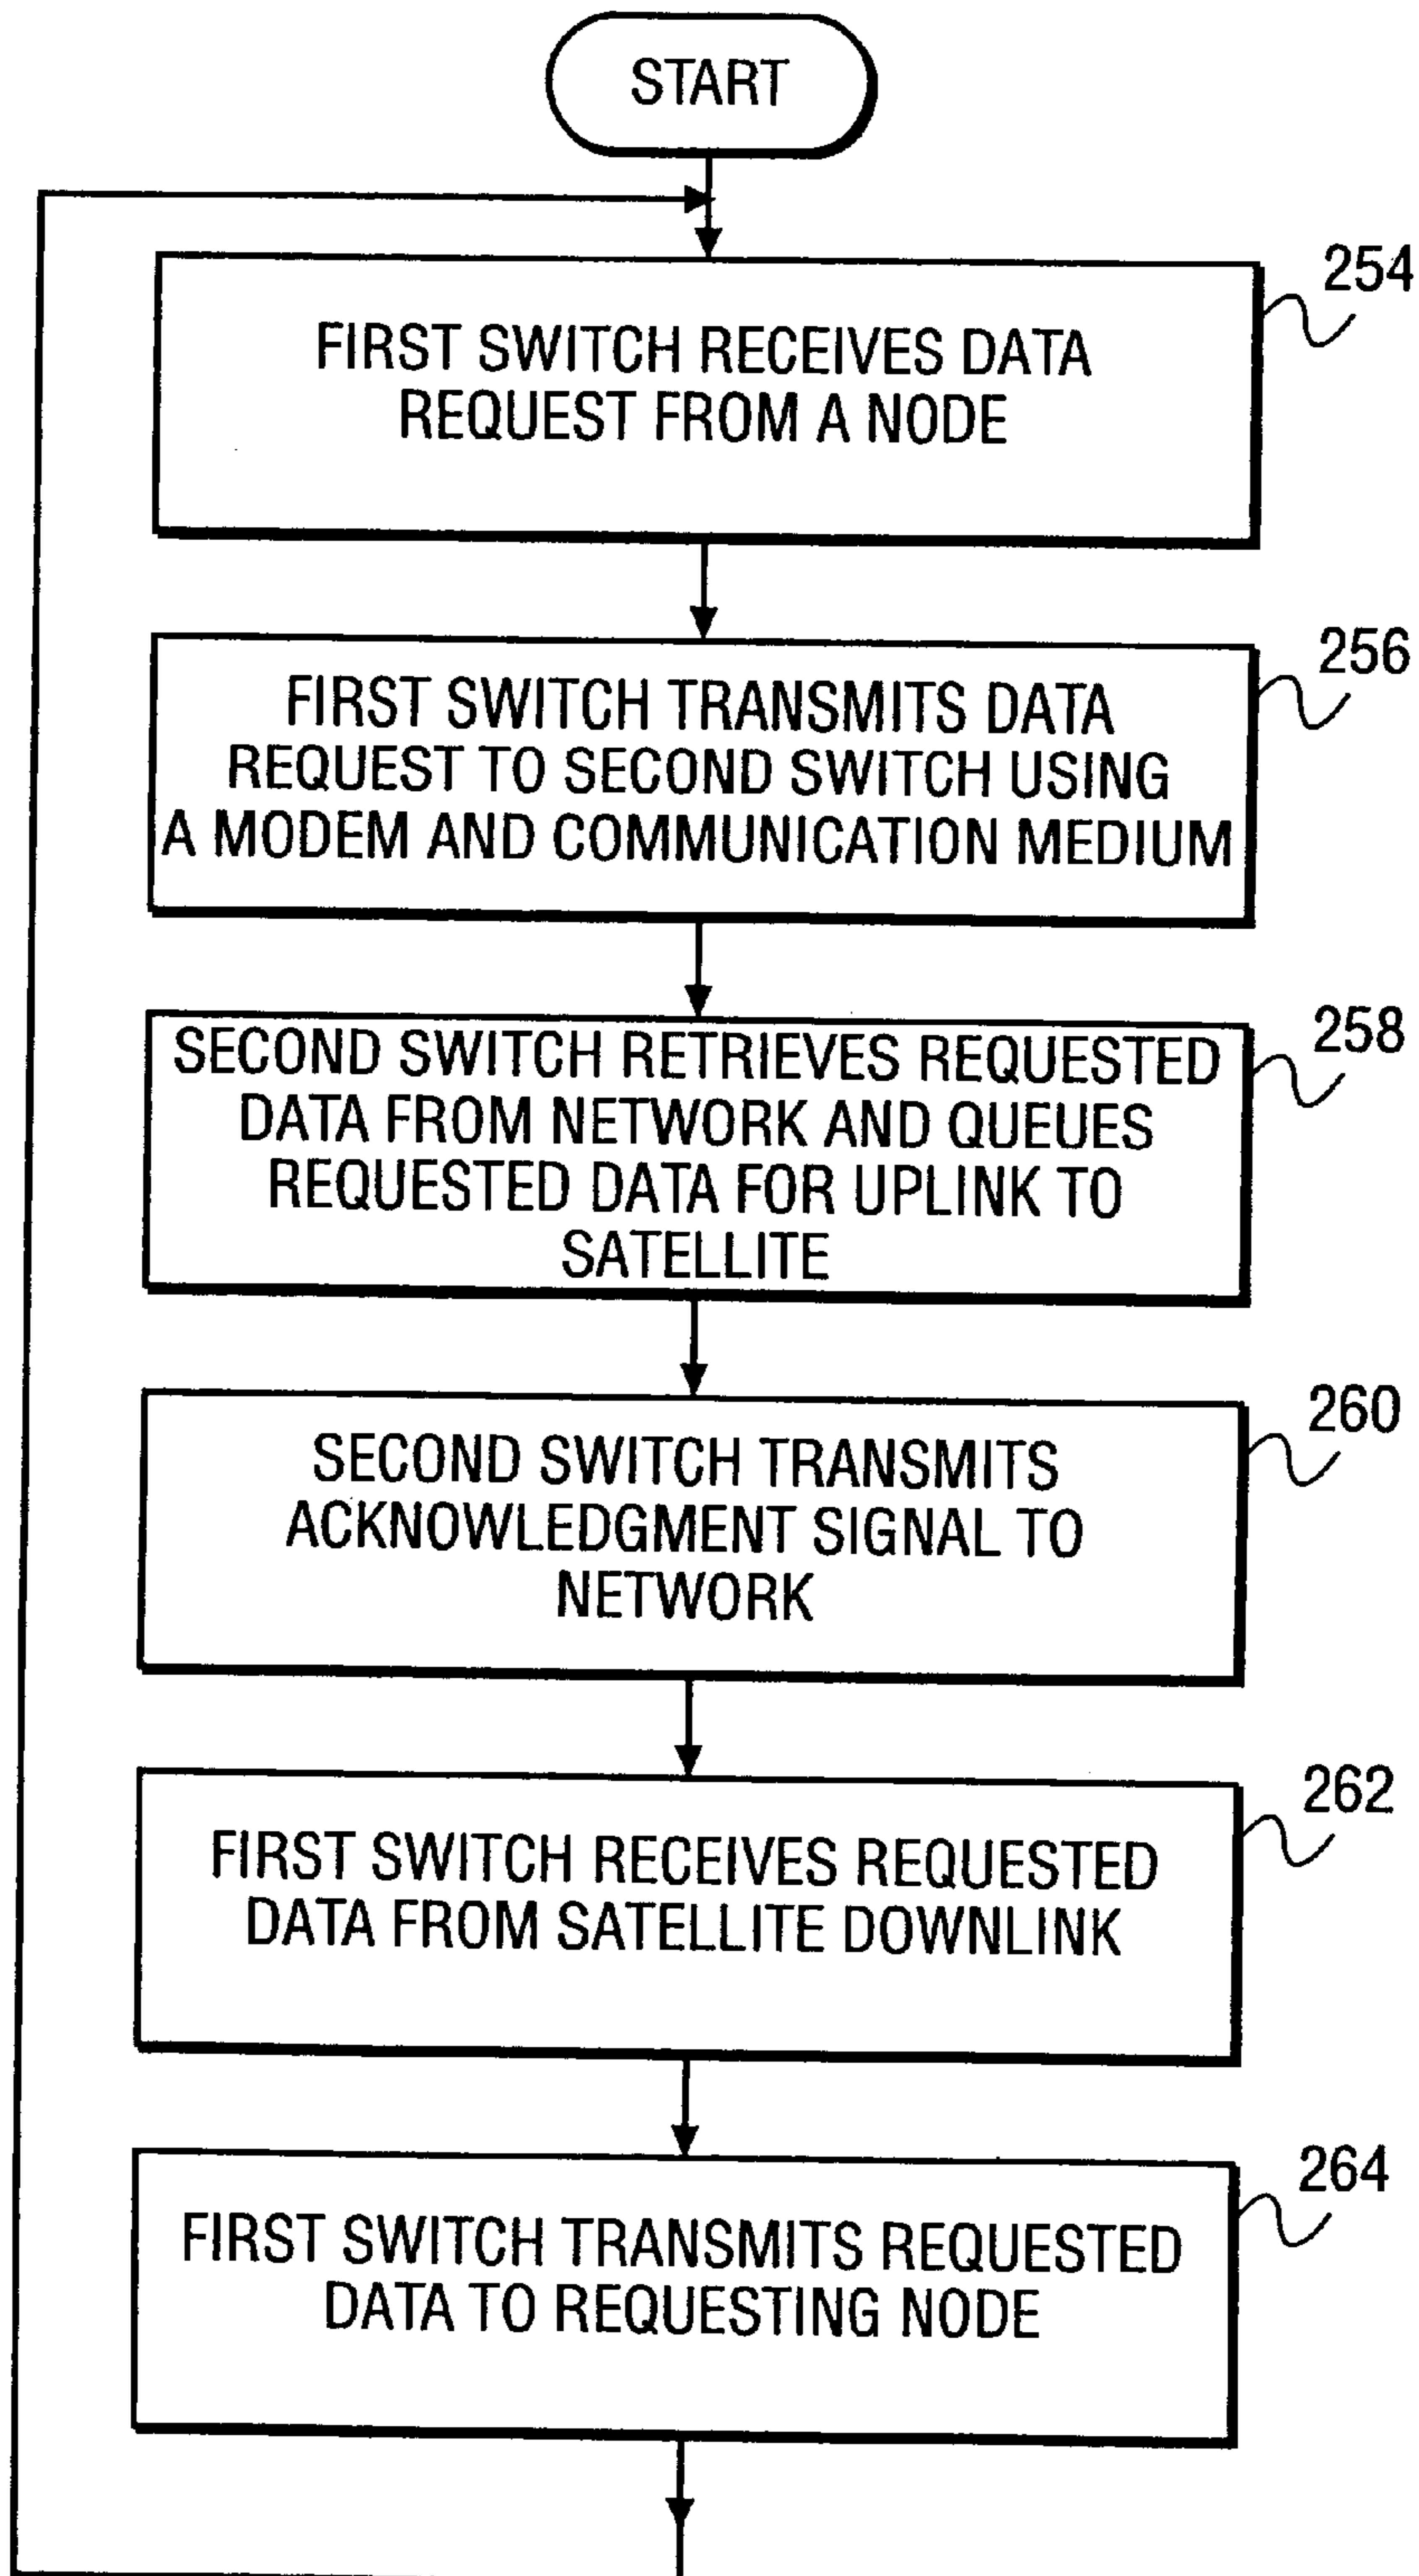 START
254
FIRST SWITCH RECEIVES DATA
REQUEST FROM A NODE
256
FIRST SWITCH TRANSMITS DATA
REQUEST TO SECOND SWITCH USING
A MODEM AND COMMUNICATION MEDIUM
258
SECOND SWITCH RETRIEVES REQUESTED
DATA FROM NETWORK AND QUEUES
REQUESTED DATA FOR UPLINK TO
SATELLITE
260
SECOND SWITCH TRANSMITS
ACKNOWLEDGMENT SIGNAL TO
NETWORK
262
FIRST SWITCH RECEIVES REQUESTED
DATA FROM SATELLITE DOWNLINK
264
FIRST SWITCH TRANSMITS REQUESTED
DATA TO REQUESTING NODE